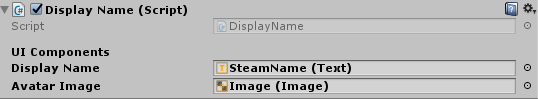 Display Name (Script)
Script DisplayName
UI Components
Display Name SteamName (Text)
Avatar Image Image (Image)